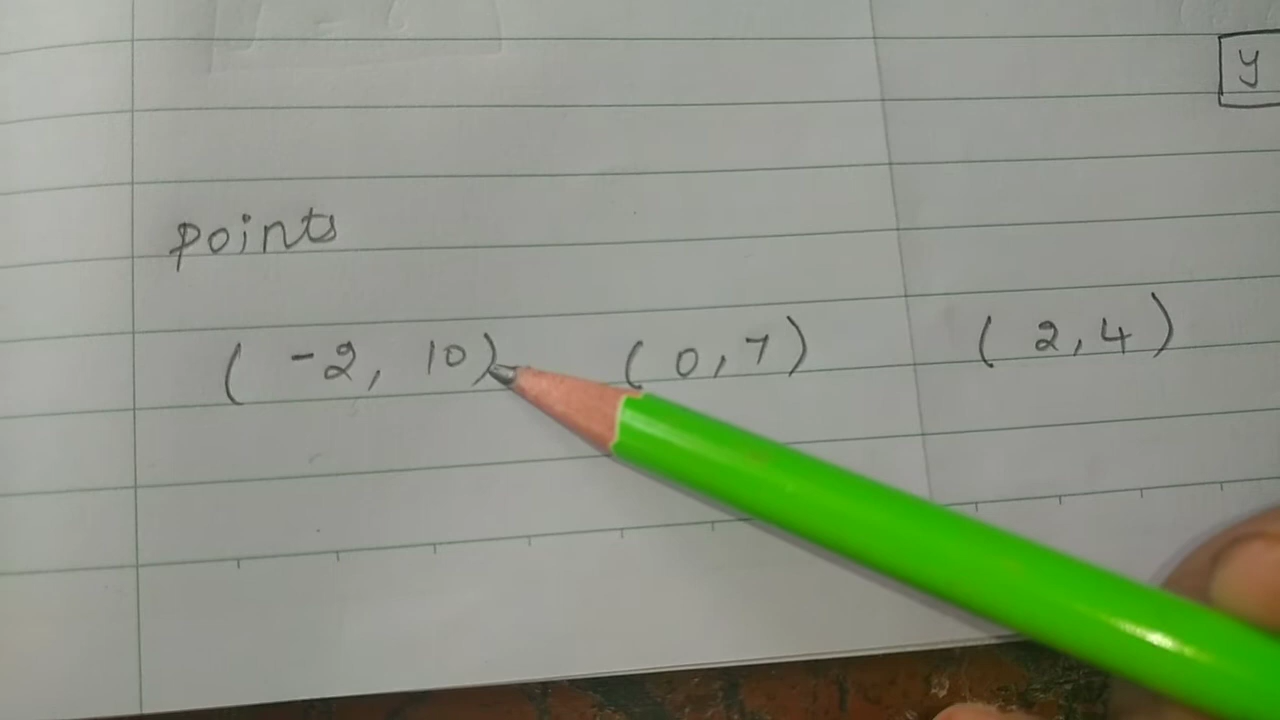 y
points
( -2, 10) ( 0, 7 ) ( 2, 4 )